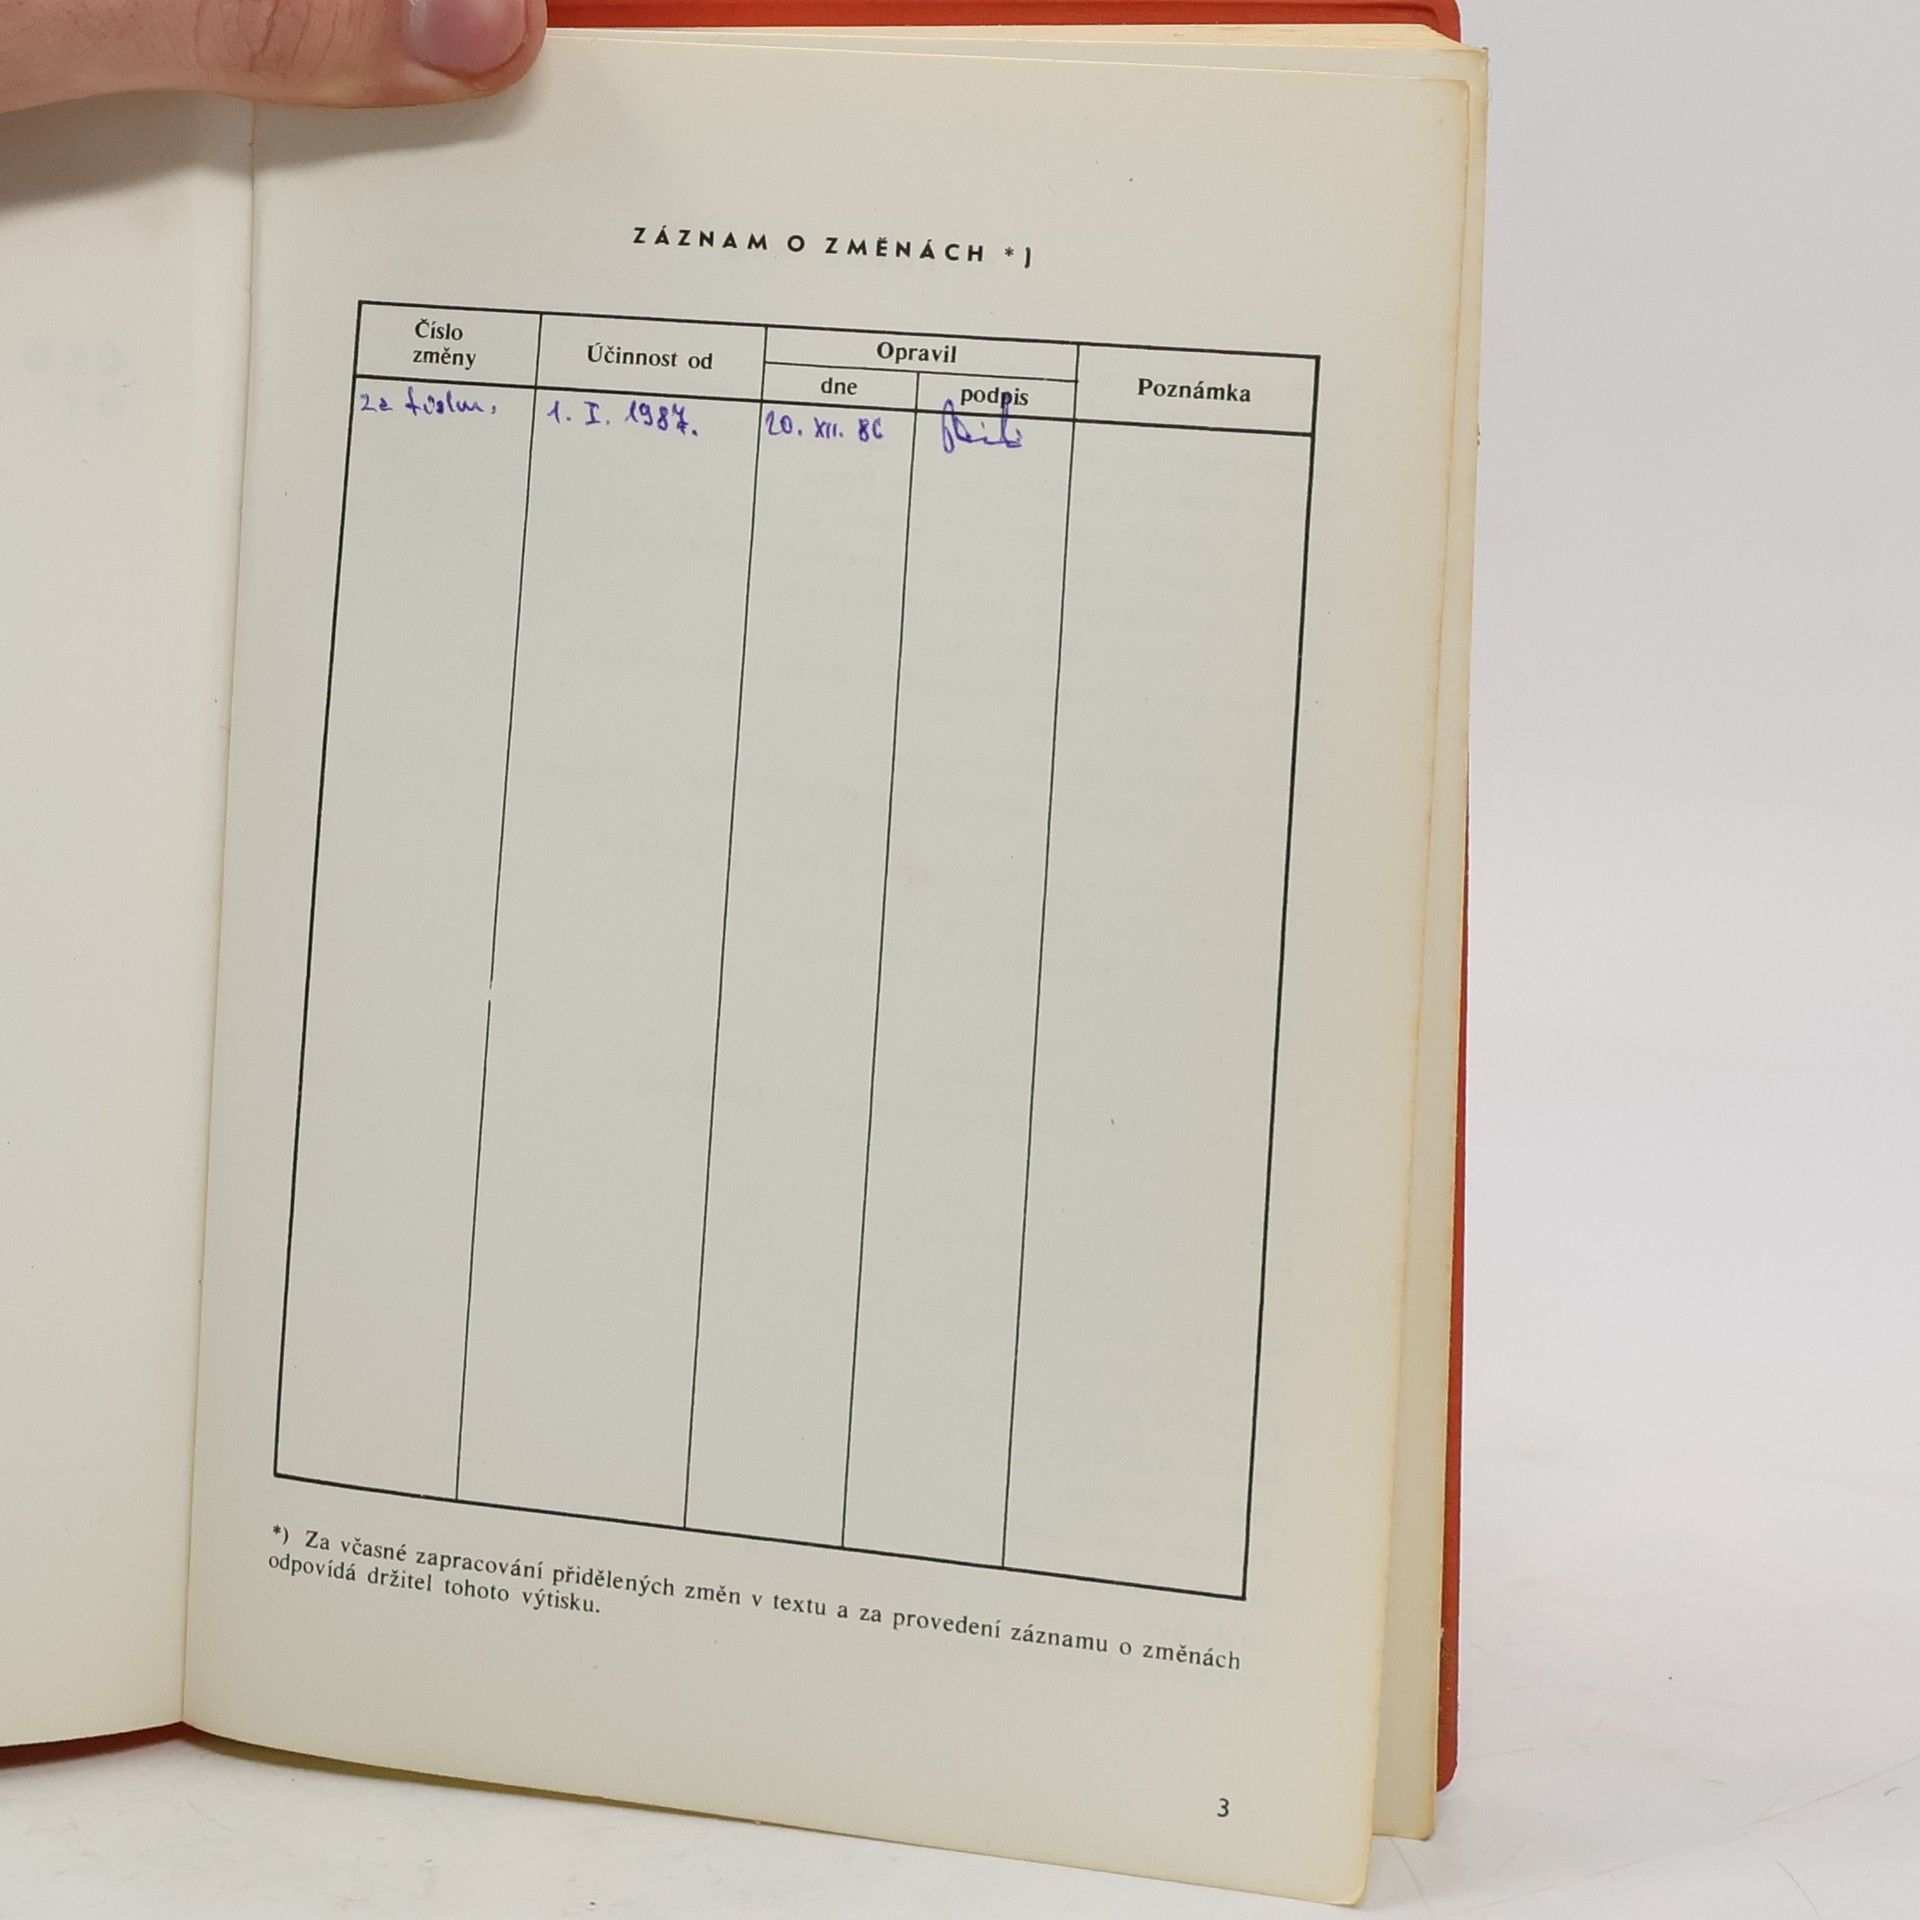 ZÁZNAM O ZMĚNÁCH *)
Číslo
změny
Účinnost od
Opravil
dne
podpis
Poznámka
1. I. 1987.
20. XII. 86
*) Za včasné zapracování přidělených změn v textu a za provedení záznamu o změnách
odpovídá držitel tohoto výtisku.
3